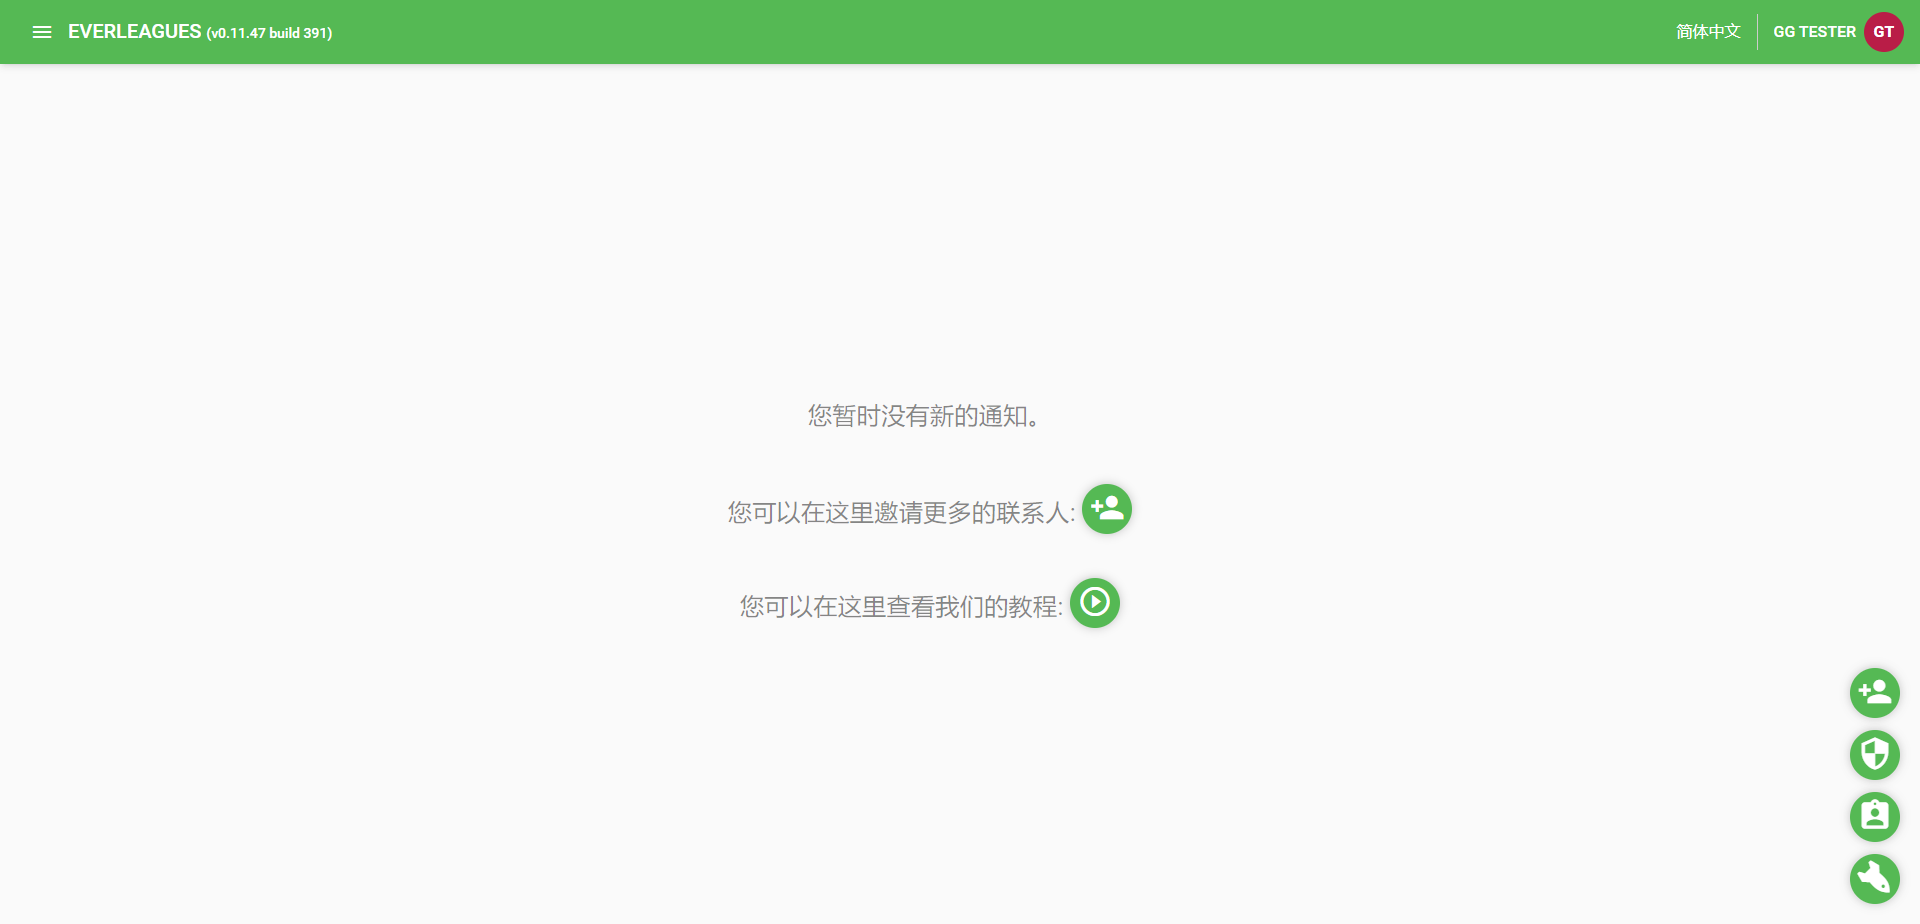 EVERLEAGUES (v0.11.47 build 391)
简体中文
GG TESTER
GT
您暂时没有新的通知。
您可以在这里邀请更多的联系人:
您可以在这里查看我们的教程: